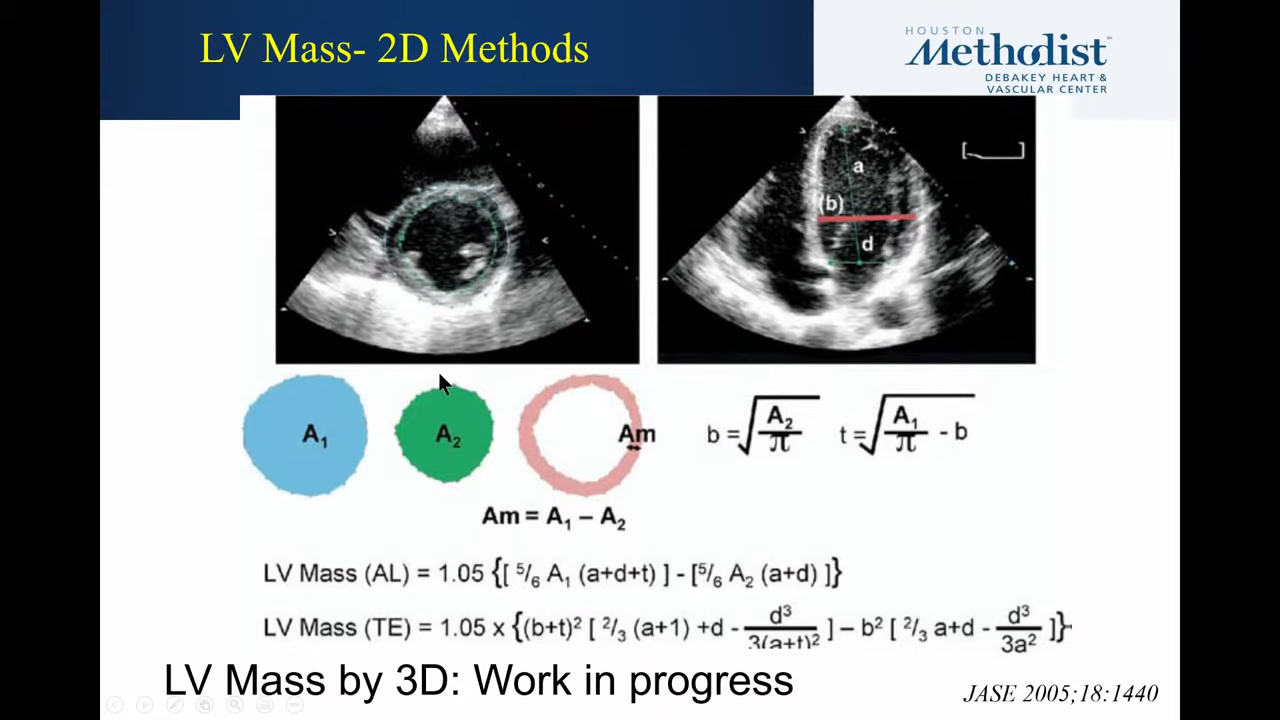 LV Mass- 2D Methods
HOUSTON
Methodist
DEBAKEY HEART &
VASCULAR CENTER
a
(b)
d
A₁
A₂
Am
b = √(A₂/π)
t = √(A₁/π) - b
Am = A₁ – A₂
LV Mass (AL) = 1.05 {[ 5/6 A₁ (a+d+t) ] - [5/6 A₂ (a+d) ]}
LV Mass (TE) = 1.05 x {(b+t)² [ 2/3 (a+1) +d - d³/3(a+t)² ] – b² [ 2/3 a+d - d³/3a² ]}
LV Mass by 3D: Work in progress
JASE 2005;18:1440